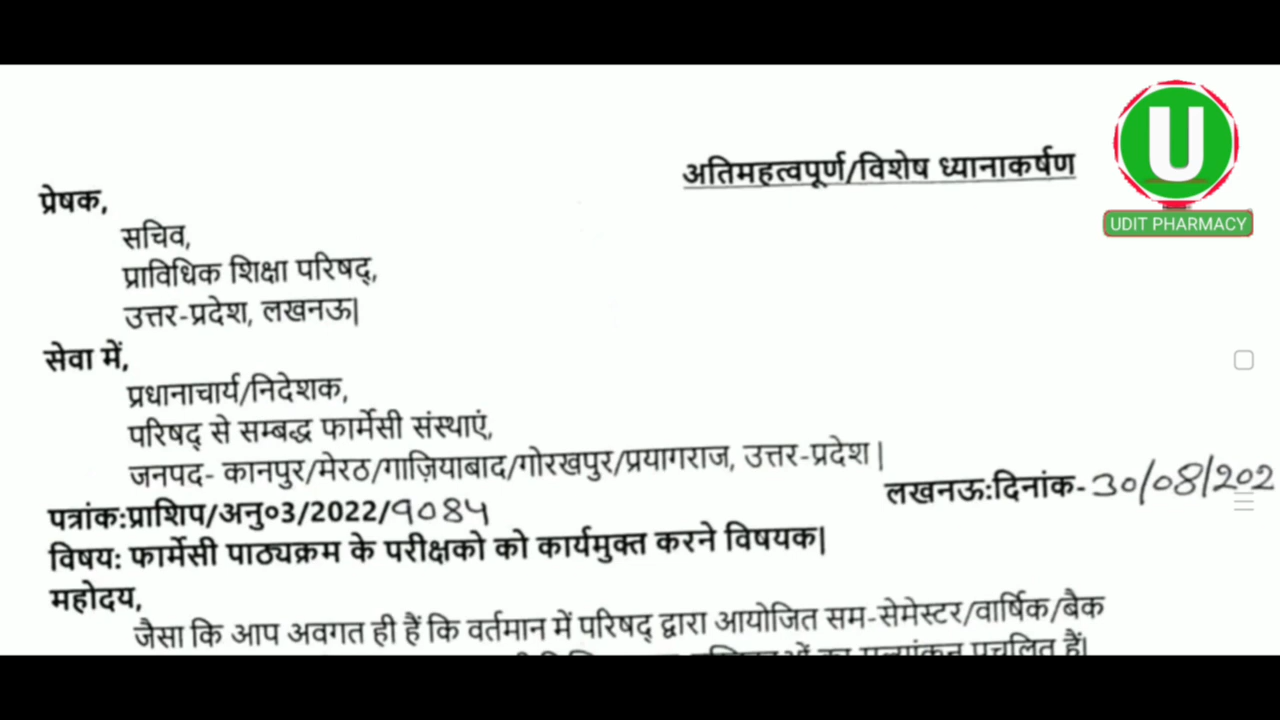 अतिमहत्वपूर्ण/विशेष ध्यानाकर्षण
U
UDIT PHARMACY
प्रेषक,
सचिव,
प्राविधिक शिक्षा परिषद्,
उत्तर-प्रदेश, लखनऊ|
सेवा में,
प्रधानाचार्य/निदेशक,
परिषद् से सम्बद्ध फार्मेसी संस्थाएं,
जनपद- कानपुर/मेरठ/गाज़ियाबाद/गोरखपुर/प्रयागराज, उत्तर-प्रदेश |
लखनऊ:दिनांक-30/08/202
पत्रांक:प्राशिप/अनु०3/2022/9084
विषय: फार्मेसी पाठ्यक्रम के परीक्षको को कार्यमुक्त करने विषयक|
महोदय,
जैसा कि आप अवगत ही हैं कि वर्तमान में परिषद् द्वारा आयोजित सम-सेमेस्टर/वार्षिक/बैक
का मूल्यांकन प्रचलित हैं|